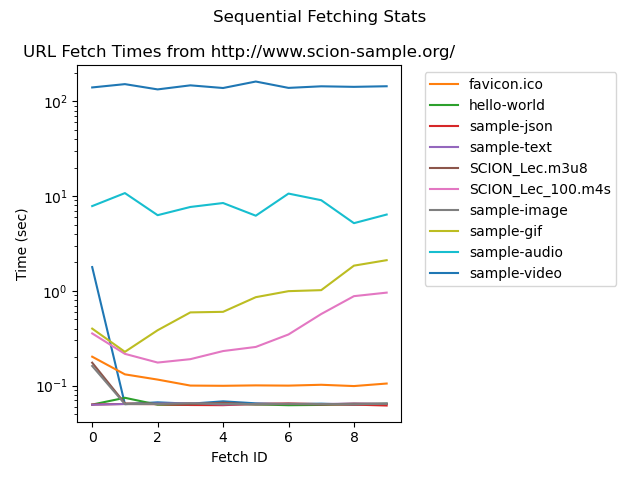 Sequential Fetching Stats
URL Fetch Times from http://www.scion-sample.org/
Time (sec)
10²
10¹
10⁰
10⁻¹
0 2 4 6 8
Fetch ID
favicon.ico
hello-world
sample-json
sample-text
SCION_Lec.m3u8
SCION_Lec_100.m4s
sample-image
sample-gif
sample-audio
sample-video